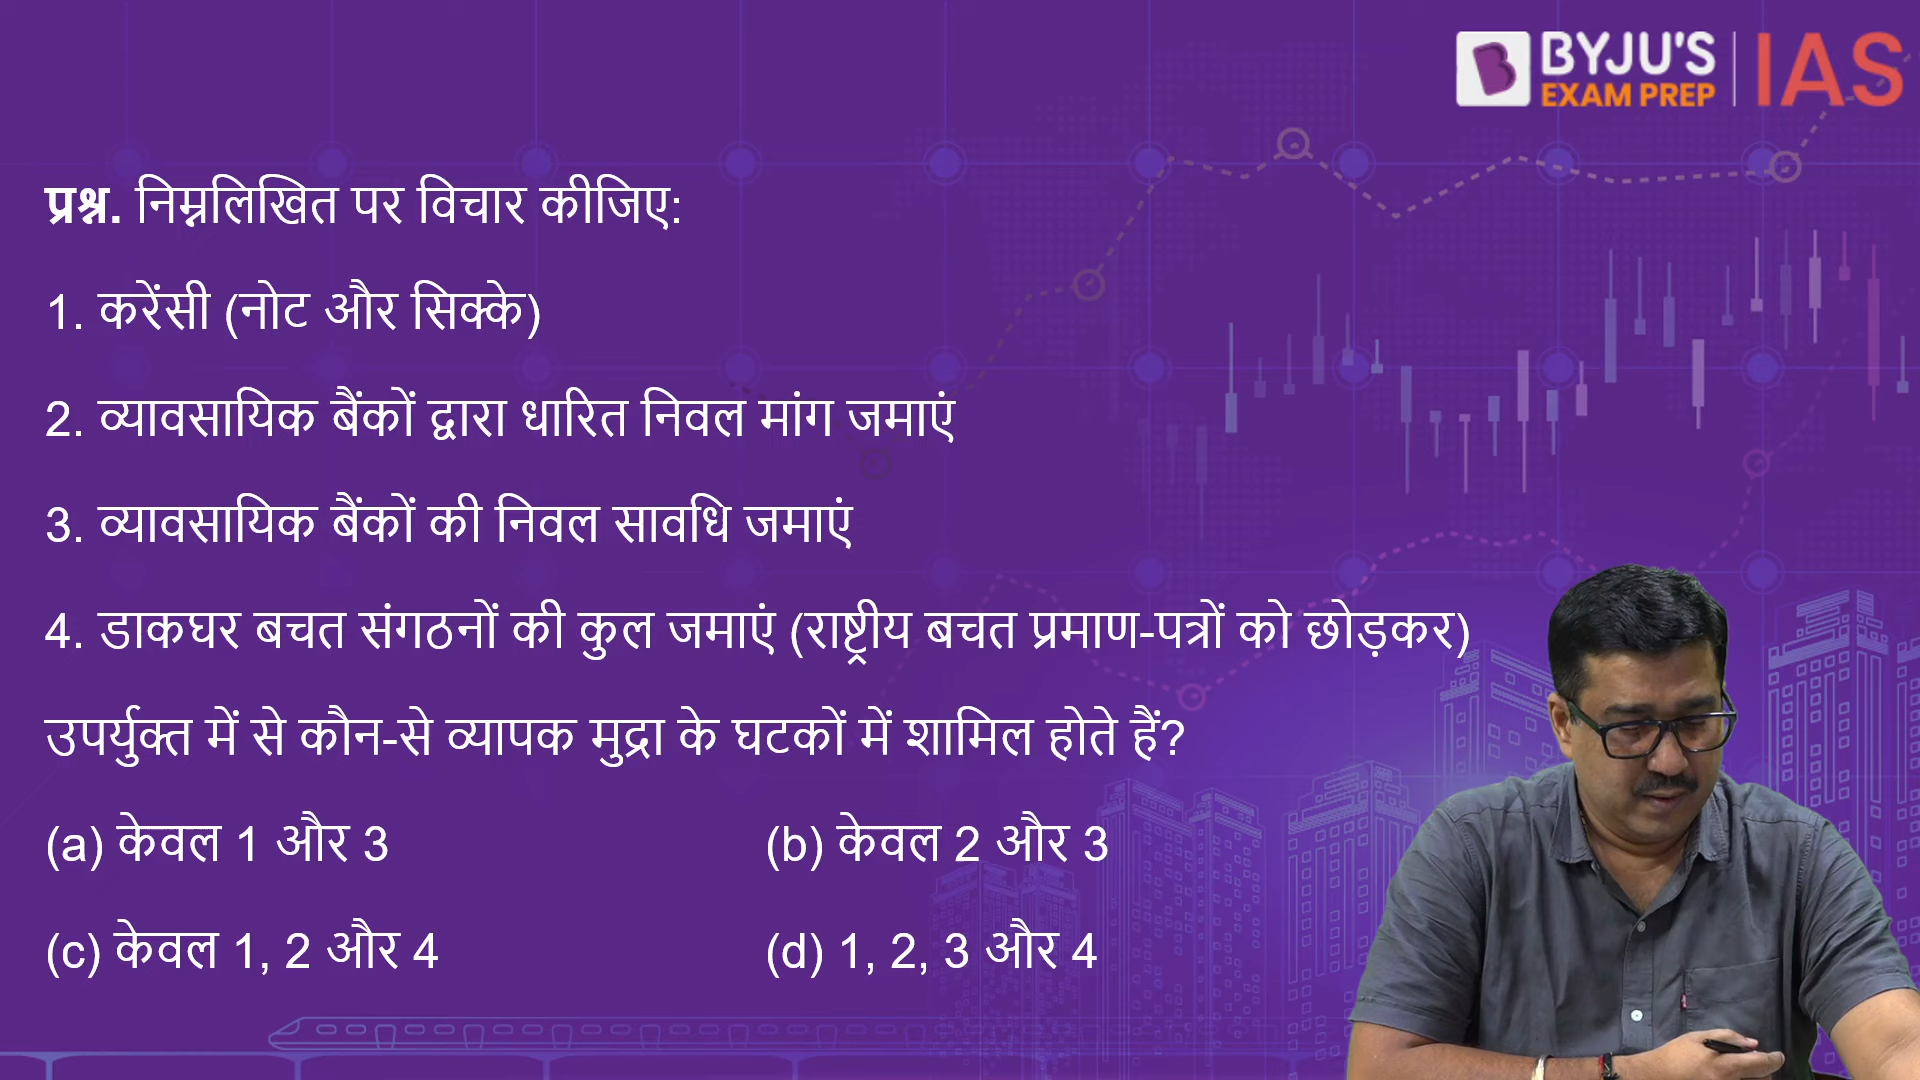 BYJU'S
EXAM PREP
IAS
प्रश्न. निम्नलिखित पर विचार कीजिए:
1. करेंसी (नोट और सिक्के)
2. व्यावसायिक बैंकों द्वारा धारित निवल मांग जमाएं
3. व्यावसायिक बैंकों की निवल सावधि जमाएं
4. डाकघर बचत संगठनों की कुल जमाएं (राष्ट्रीय बचत प्रमाण-पत्रों को छोड़कर)
उपर्युक्त में से कौन-से व्यापक मुद्रा के घटकों में शामिल होते हैं?
(a) केवल 1 और 3 (b) केवल 2 और 3
(c) केवल 1, 2 और 4 (d) 1, 2, 3 और 4